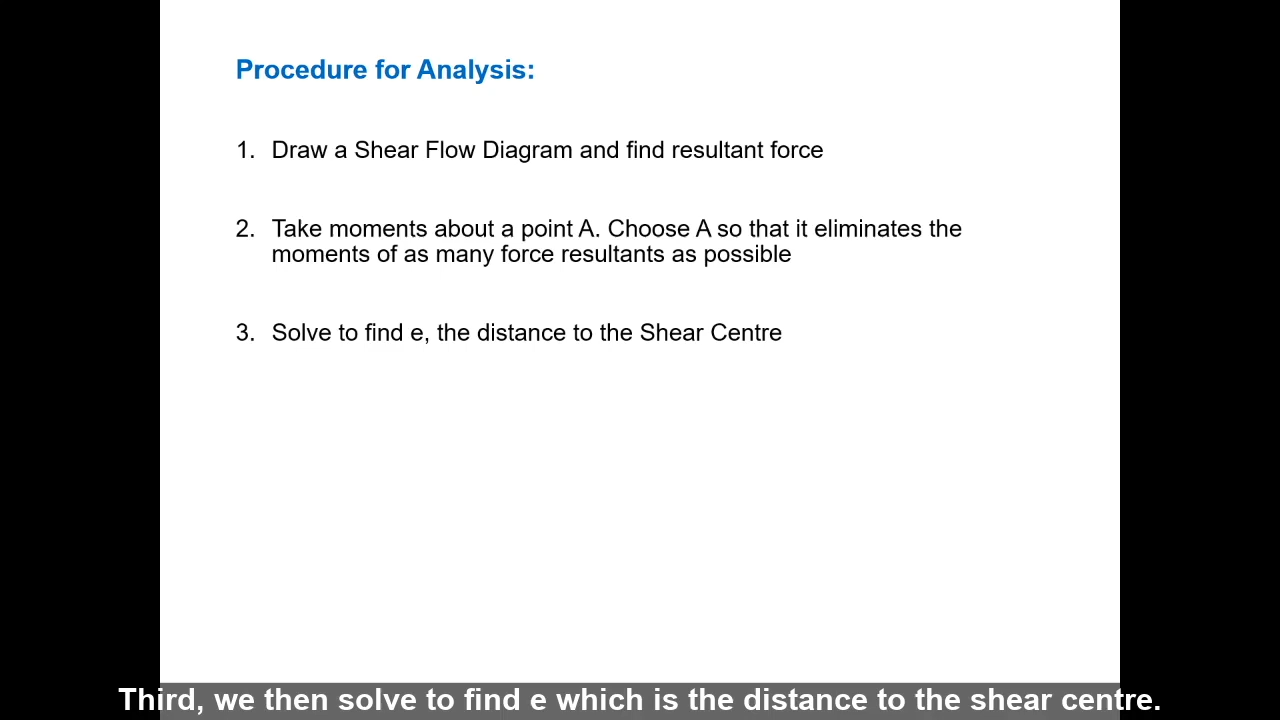 Procedure for Analysis:
1. Draw a Shear Flow Diagram and find resultant force
2. Take moments about a point A. Choose A so that it eliminates the
moments of as many force resultants as possible
3. Solve to find e, the distance to the Shear Centre
Third, we then solve to find e which is the distance to the shear centre.